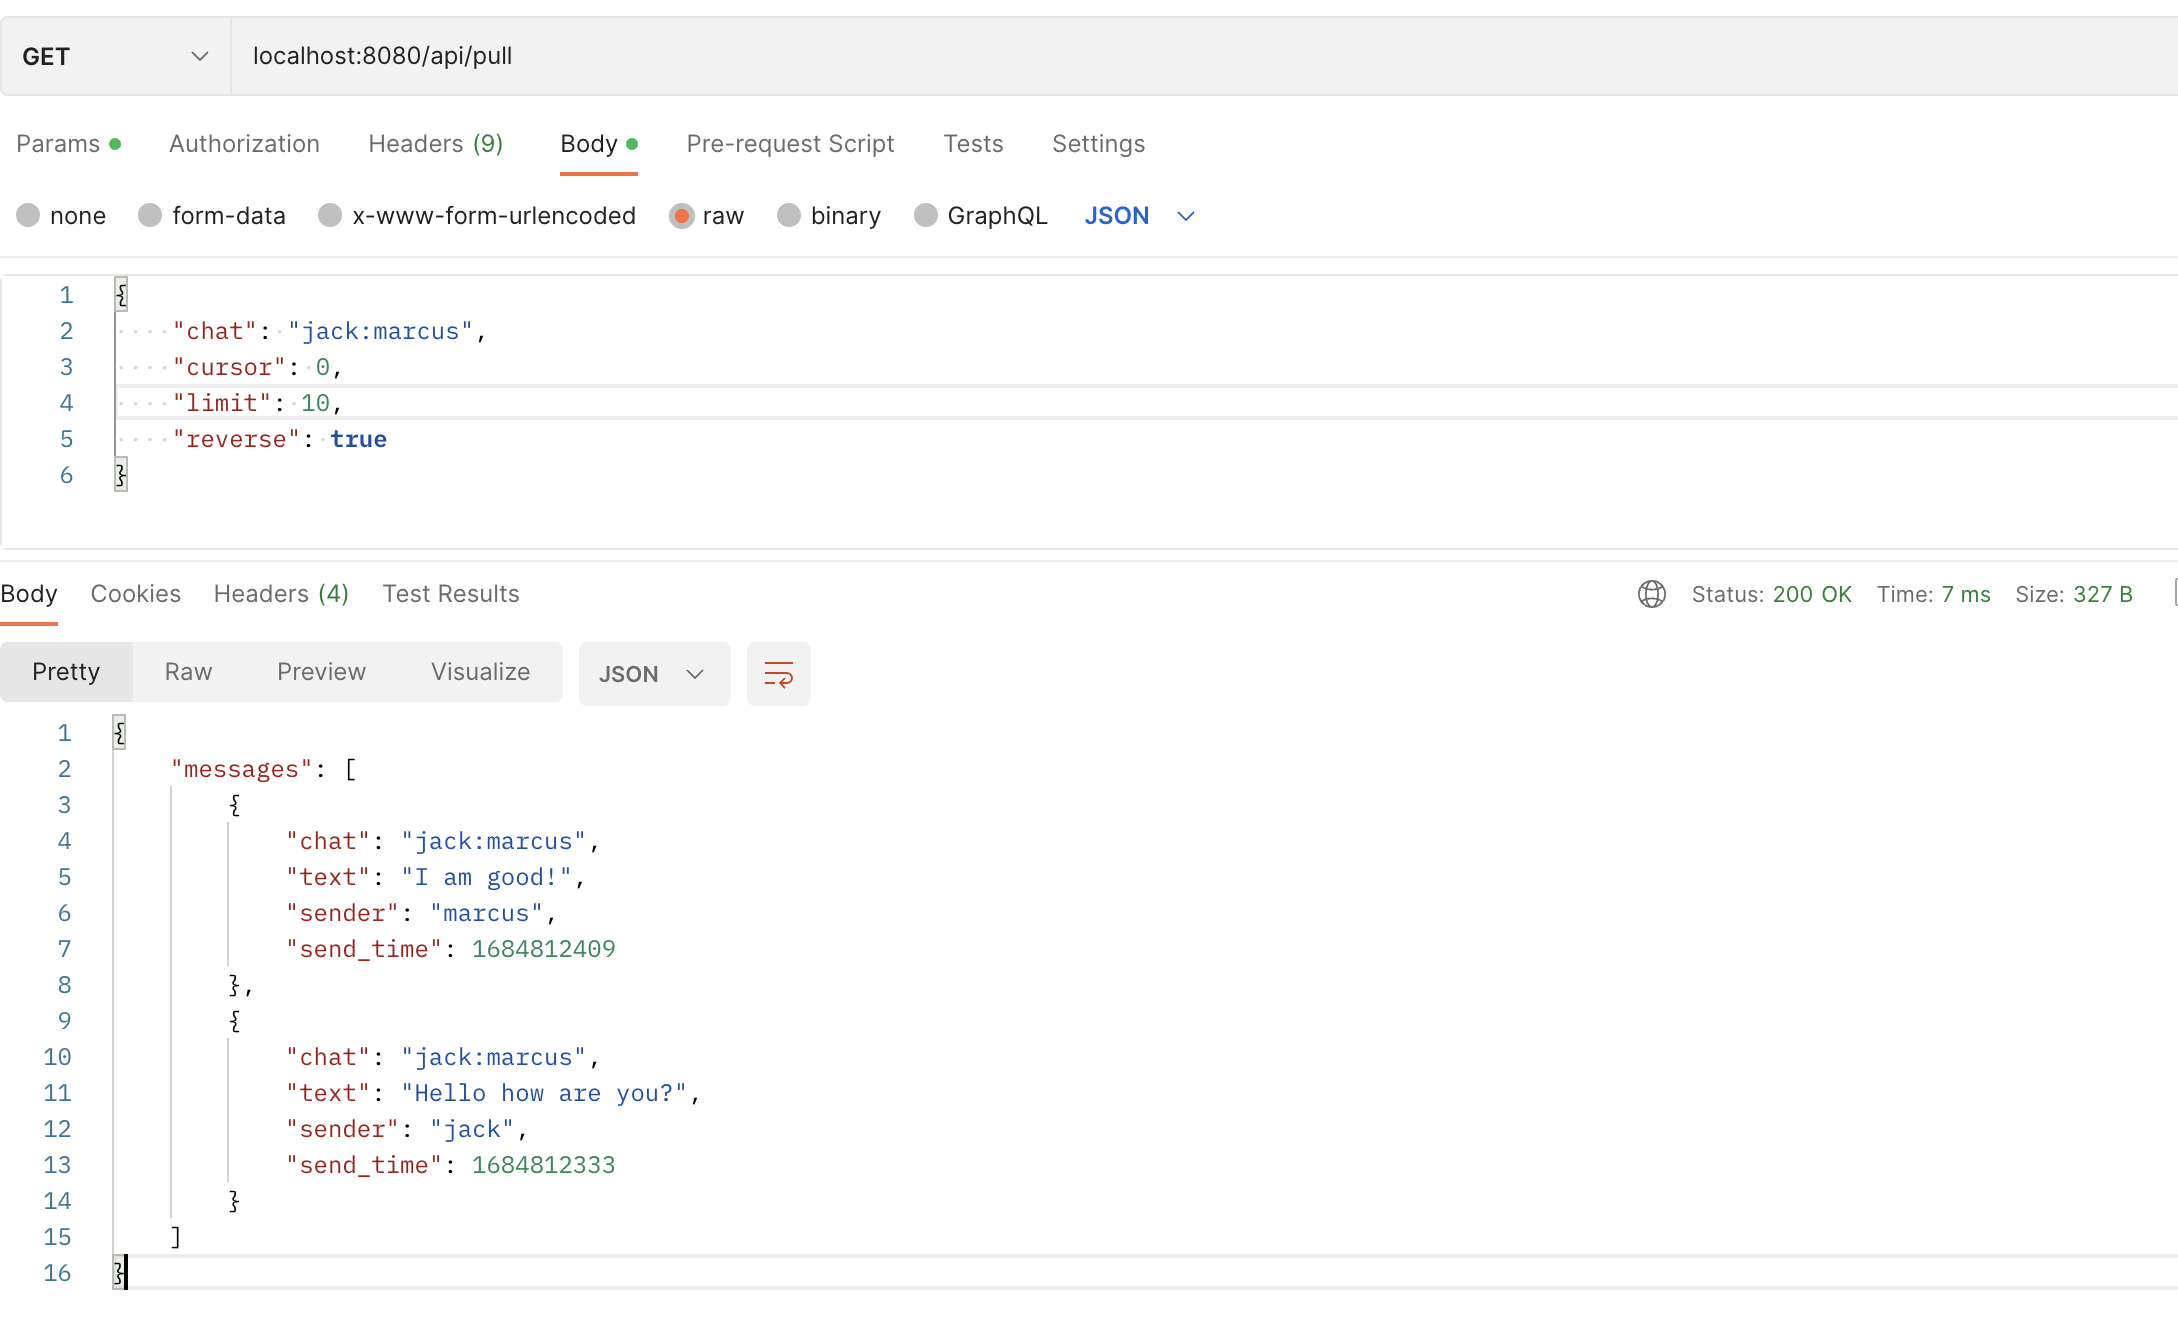 GET localhost:8080/api/pull
Params Authorization Headers (9) Body Pre-request Script Tests Settings
none form-data x-www-form-urlencoded raw binary GraphQL JSON
1 {
2 "chat": "jack:marcus",
3 "cursor": 0,
4 "limit": 10,
5 "reverse": true
6 }
Body Cookies Headers (4) Test Results Status: 200 OK Time: 7 ms Size: 327 B
Pretty Raw Preview Visualize JSON
1 {
2 "messages": [
3 {
4 "chat": "jack:marcus",
5 "text": "I am good!",
6 "sender": "marcus",
7 "send_time": 1684812409
8 },
9 {
10 "chat": "jack:marcus",
11 "text": "Hello how are you?",
12 "sender": "jack",
13 "send_time": 1684812333
14 }
15 ]
16 }